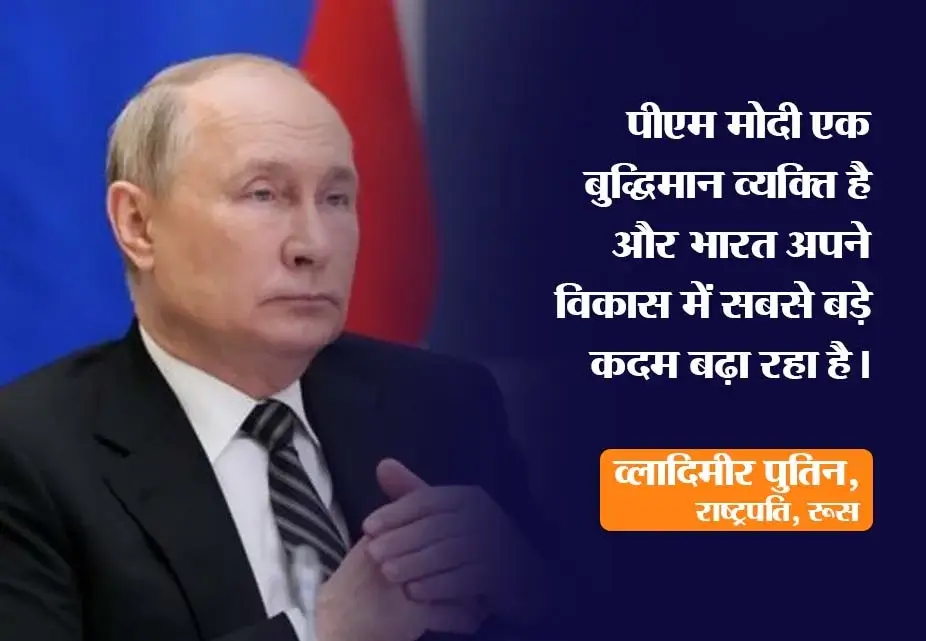 पीएम मोदी एक
बुद्धिमान व्यक्ति है
और भारत अपने
विकास में सबसे बड़े
कदम बढ़ा रहा है।
व्लादिमीर पुतिन,
राष्ट्रपति, रूस